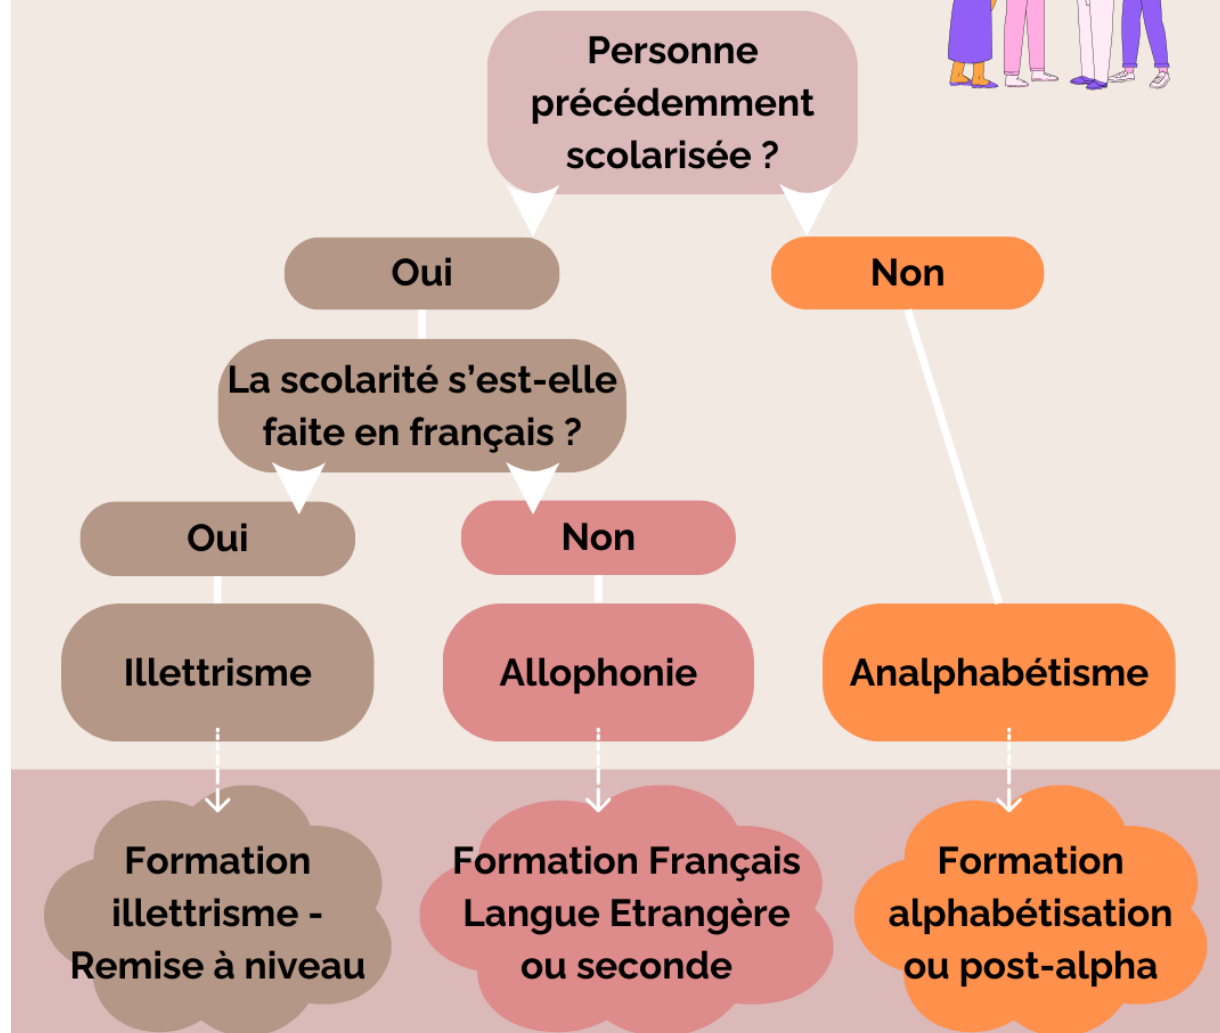 Personne
précédemment
scolarisée ?
Oui
Non
La scolarité s'est-elle
faite en français ?
Oui
Non
Illettrisme
Allophonie
Analphabétisme
Formation
illettrisme -
Remise à niveau
Formation Français
Langue Etrangère
ou seconde
Formation
alphabétisation
ou post-alpha